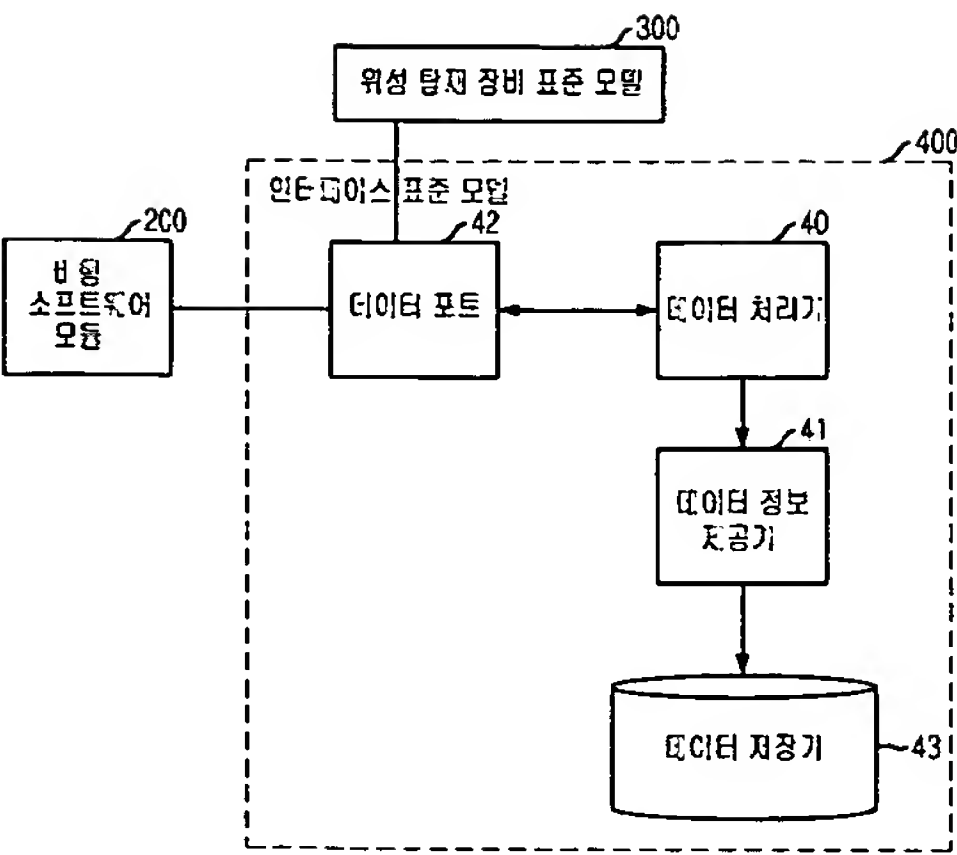 300
위성 탑재 장비 표준 모델
400
인터페이스 표준 모델
200
비행
소프트웨어
모듈
42
데이터 포트
40
데이터 처리기
41
데이터 정보
제공기
데이터 저장기
43